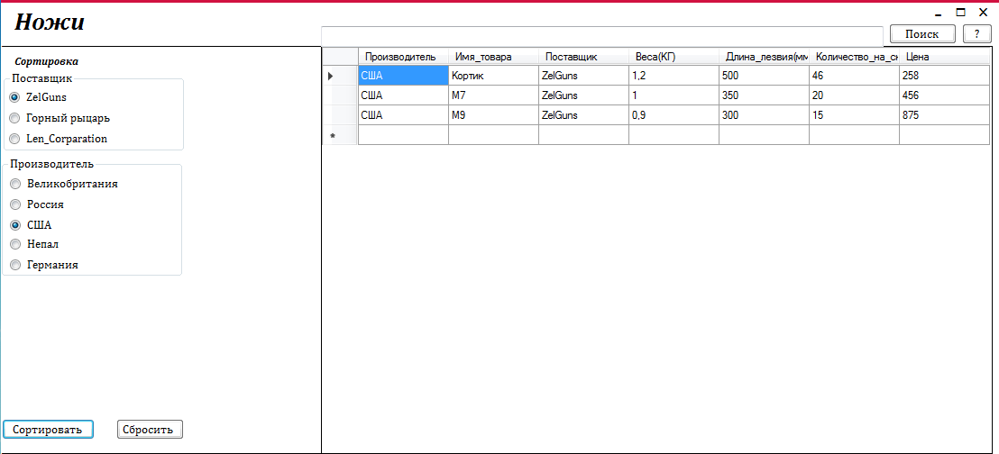 Ножи
Поиск ?
Сортировка
Поставщик
ZelGuns
Горный рыцарь
Len_Corparation
Производитель
Великобритания
Россия
США
Непал
Германия
Сортировать Сбросить
Производитель Имя_товара Поставщик Веса(КГ) Длина_лезвия(мм Количество_на_ск Цена
США Кортик ZelGuns 1,2 500 46 258
США М7 ZelGuns 1 350 20 456
США М9 ZelGuns 0,9 300 15 875